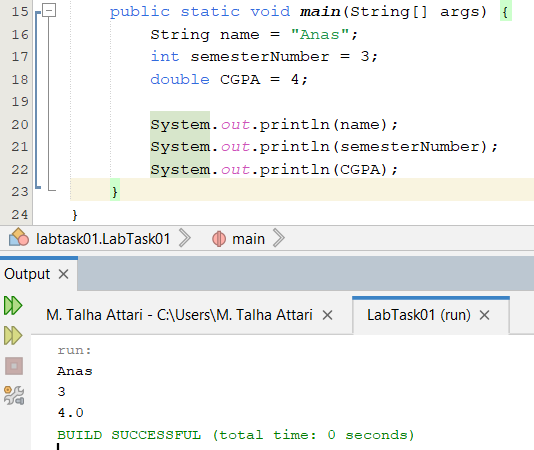 15 public static void main(String[] args) {
16 String name = "Anas";
17 int semesterNumber = 3;
18 double CGPA = 4;
19
20 System.out.println(name);
21 System.out.println(semesterNumber);
22 System.out.println(CGPA);
23 }
24 }
labtask01.LabTask01 main
Output
M. Talha Attari - C:\Users\M. Talha Attari LabTask01 (run)
run:
Anas
3
4.0
BUILD SUCCESSFUL (total time: 0 seconds)